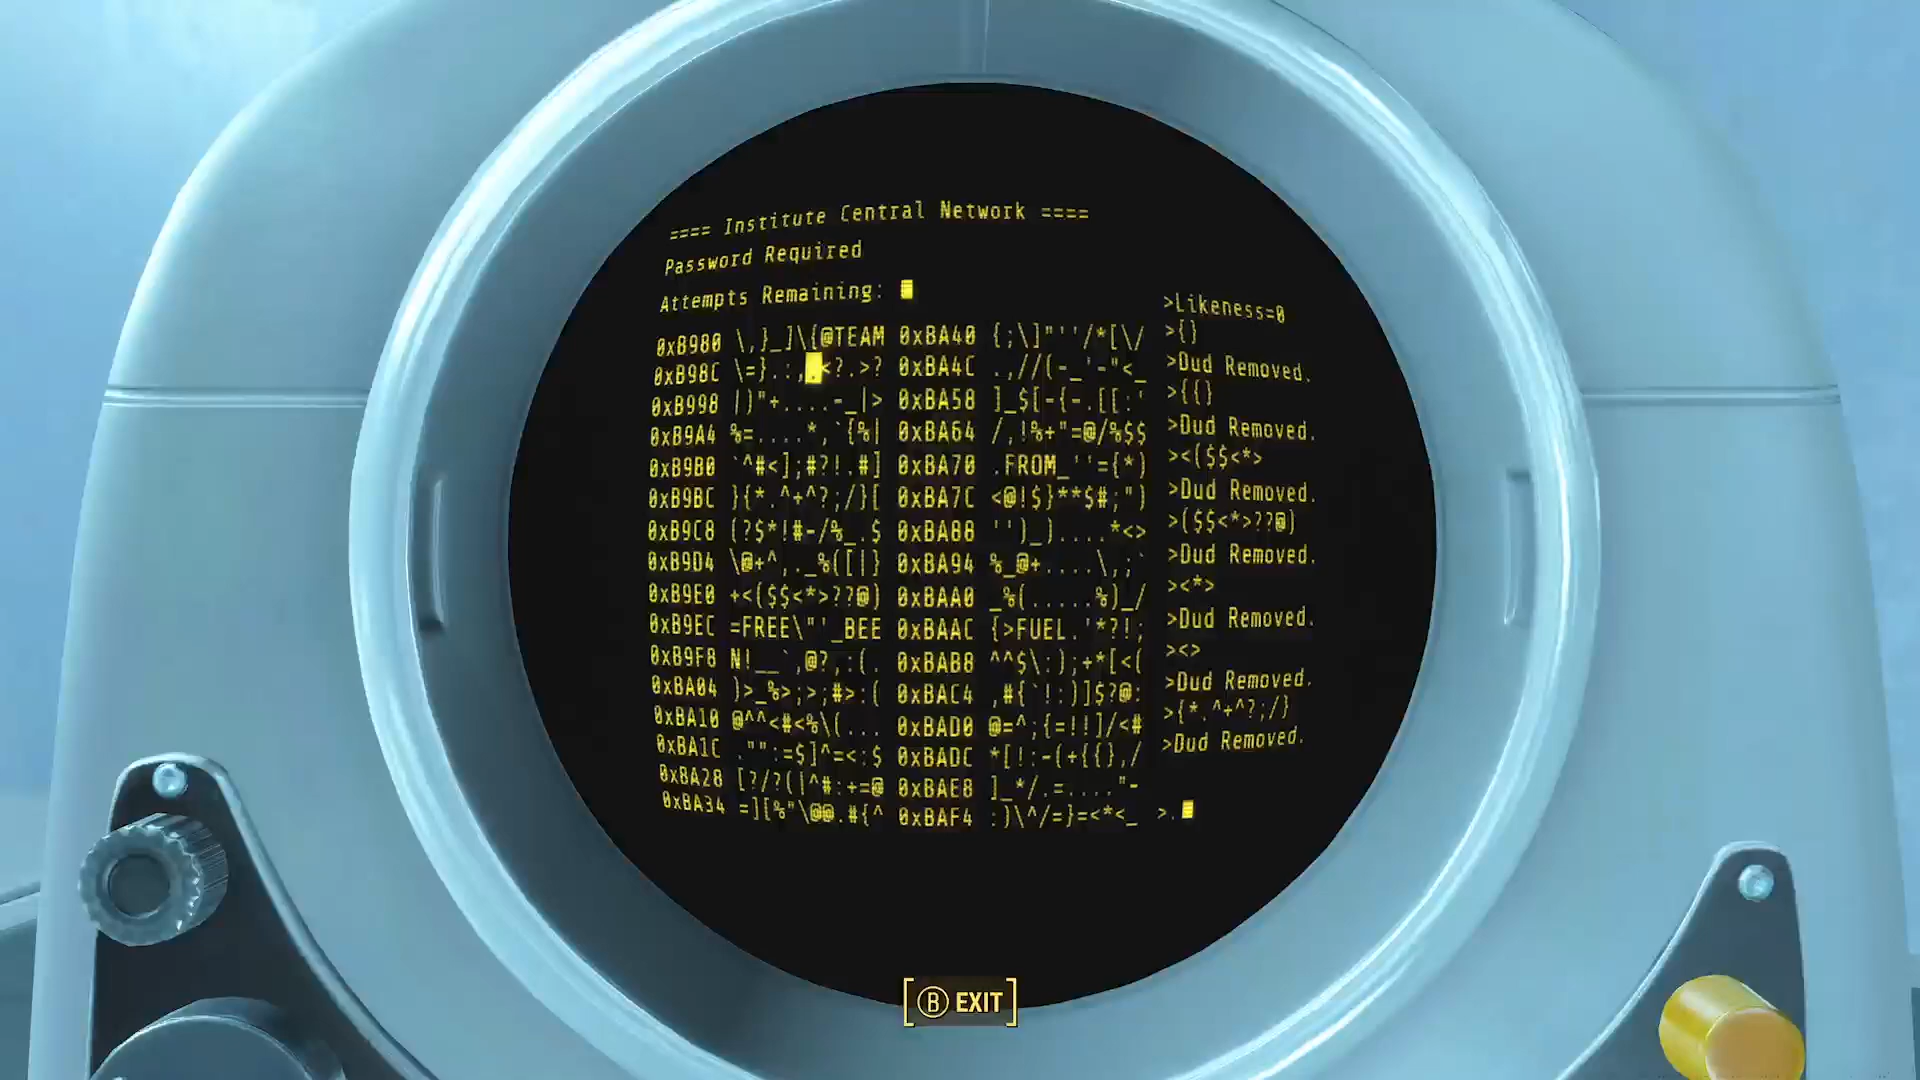 ==== Institute Central Network ====
Password Required
Attempts Remaining:
0xB980 \,}_]\{@TEAM 0xBA40 {;\]"''/*[\/
0xB98C \=}.:,.<?.>? 0xBA4C .,//(-_'-"<_
0xB998 |)"+....-_|> 0xBA58 ]_$[-{-.[[:'
0xB9A4 %=....*,`{%| 0xBA64 /,!%+"=@/%$$
0xB9B0 `^#<];#?!.#] 0xBA70 .FROM_''={*)
0xB9BC }{*.^+^?;/}[ 0xBA7C <@!$}**$#;")
0xB9C8 (?$*!#-/%_.$ 0xBA88 '')_)....*<>
0xB9D4 \@+^,._%([|} 0xBA94 %_@+....\,;`
0xB9E0 +<($$<*>??@) 0xBAA0 _%(.....%)_/
0xB9EC =FREE\"'_BEE 0xBAAC {>FUEL.'*?!;
0xB9F8 N!__`,@?,:(. 0xBAB8 ^^$\:);+*[<(
0xBA04 )>_%>;>;#>:( 0xBAC4 ,#{`!:)]$?@:
0xBA10 @^^<#<%\(... 0xBAD0 @=^;{=!!]/<#
0xBA1C ."":=$]^=<:$ 0xBADC *[!:-(+{{},/
0xBA28 [?/?(|^#:+=@ 0xBAE8 ]_*/.=...."-
0xBA34 =][%"\@@.#{^ 0xBAF4 :)\^/=}=<*<_
>Likeness=0
>{}
>Dud Removed.
>{{}
>Dud Removed.
><($$<*>
>Dud Removed.
>($$<*>??@)
>Dud Removed.
><*>
>Dud Removed.
><>
>Dud Removed.
>{*.^+^?;/}
>Dud Removed.
>.
B EXIT